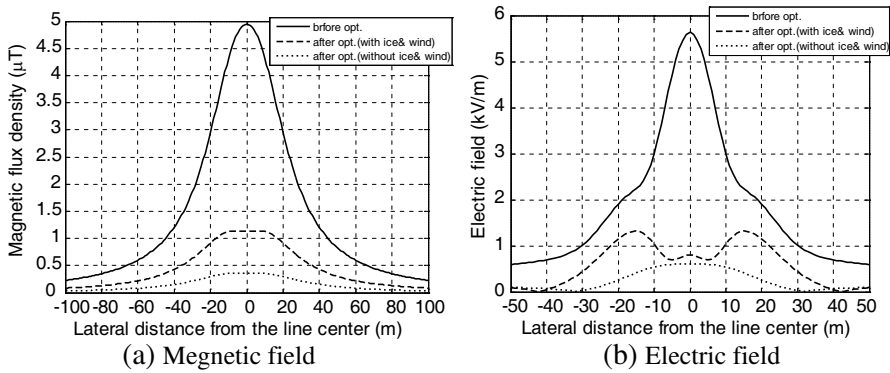 5
4.5
4
3.5
3
2.5
2
1.5
1
0.5
0
Magnetic flux density (μT)
brfore opt.
after opt.(with ice& wind)
after opt.(without ice& wind)
-100 -80 -60 -40 -20 0 20 40 60 80 100
Lateral distance from the line center (m)
(a) Megnetic field
6
5
4
3
2
1
0
Electric field (kV/m)
brfore opt.
after opt.(with ice& wind)
after opt.(without ice& wind)
-50 -40 -30 -20 -10 0 10 20 30 40 50
Lateral distance from the line center (m)
(b) Electric field